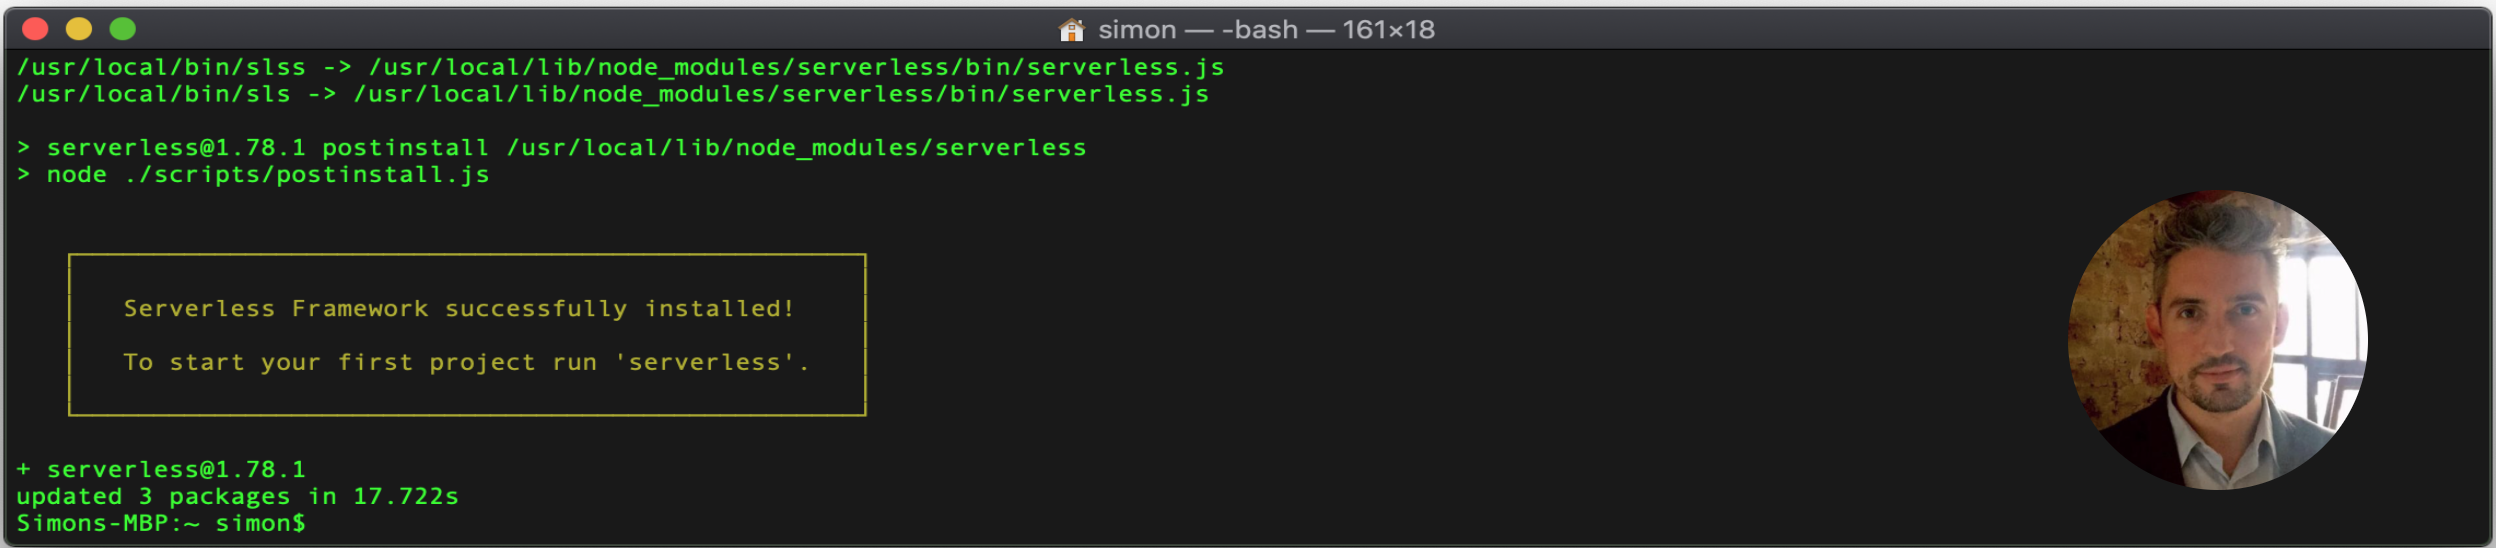 simon — -bash — 161×18
/usr/local/bin/slss -> /usr/local/lib/node_modules/serverless/bin/serverless.js
/usr/local/bin/sls -> /usr/local/lib/node_modules/serverless/bin/serverless.js
> serverless@1.78.1 postinstall /usr/local/lib/node_modules/serverless
> node ./scripts/postinstall.js
Serverless Framework successfully installed!
To start your first project run 'serverless'.
+ serverless@1.78.1
updated 3 packages in 17.722s
Simons-MBP:~ simon$